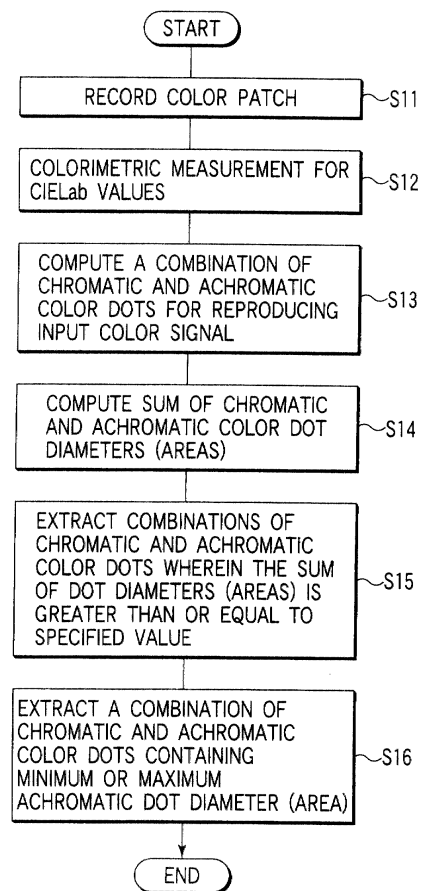 START
RECORD COLOR PATCH
S11
COLORIMETRIC MEASUREMENT FOR
CIELab VALUES
S12
COMPUTE A COMBINATION OF
CHROMATIC AND ACHROMATIC
COLOR DOTS FOR REPRODUCING
INPUT COLOR SIGNAL
S13
COMPUTE SUM OF CHROMATIC
AND ACHROMATIC COLOR DOT
DIAMETERS (AREAS)
S14
EXTRACT COMBINATIONS OF
CHROMATIC AND ACHROMATIC
COLOR DOTS WHEREIN THE SUM
OF DOT DIAMETERS (AREAS) IS
GREATER THAN OR EQUAL TO
SPECIFIED VALUE
S15
EXTRACT A COMBINATION OF
CHROMATIC AND ACHROMATIC
COLOR DOTS CONTAINING
MINIMUM OR MAXIMUM
ACHROMATIC DOT DIAMETER (AREA)
S16
END